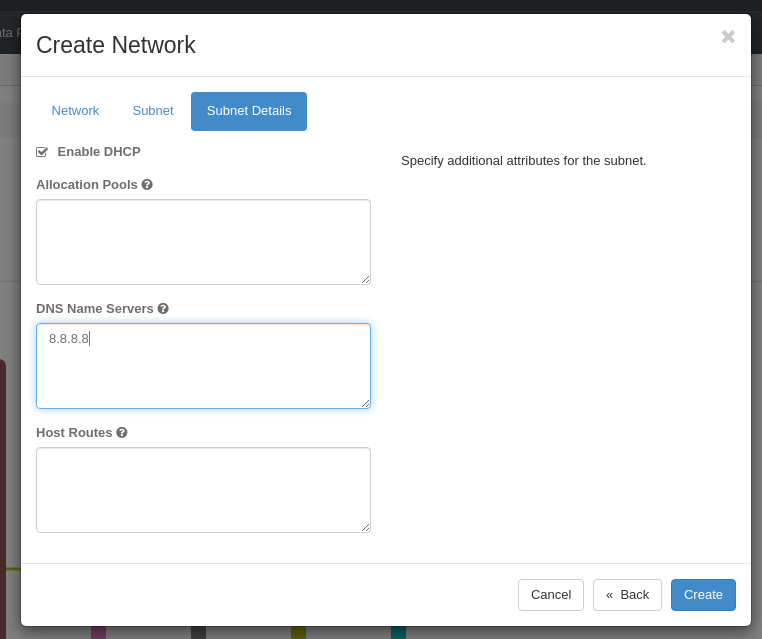 Create Network
Network Subnet Subnet Details
Enable DHCP
Specify additional attributes for the subnet.
Allocation Pools
DNS Name Servers
8.8.8.8
Host Routes
Cancel « Back Create